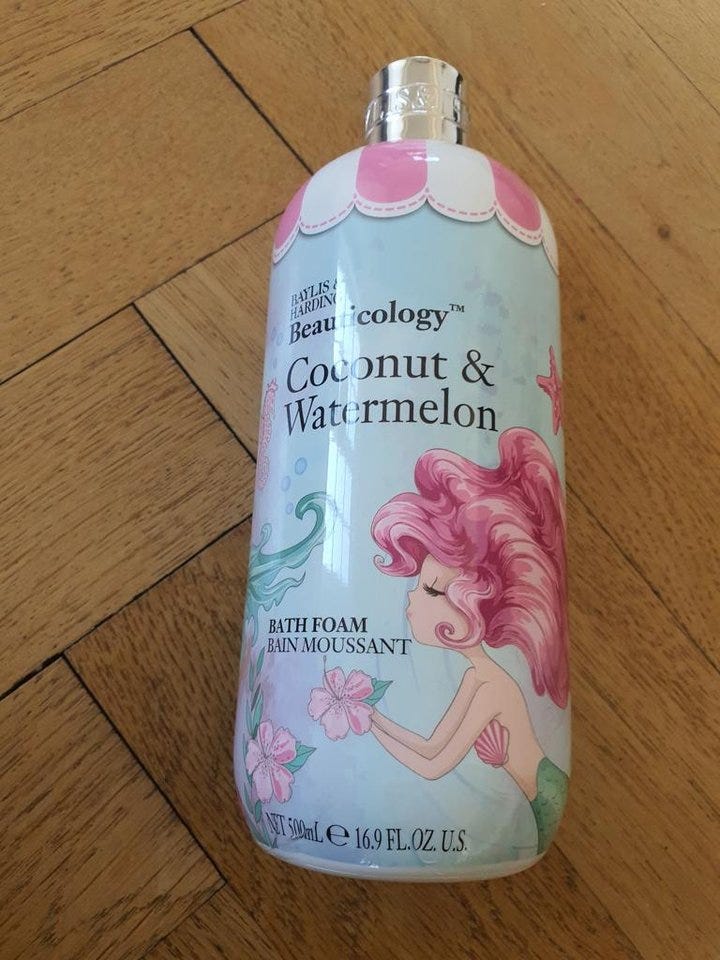 BAYLIS &
HARDING
Beauticology™
Coconut &
Watermelon
BATH FOAM
BAIN MOUSSANT
NET 500mL ℮ 16.9 FL.OZ. U.S.